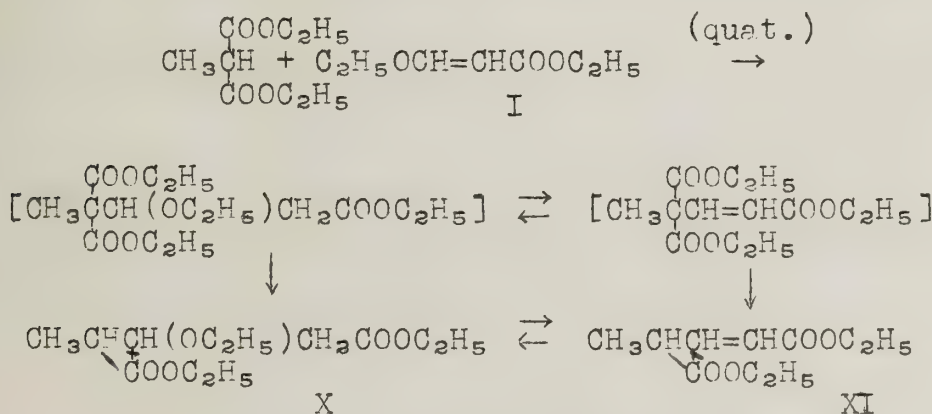 COOC₂H₅ (quat.)
CH₃CH + C₂H₅OCH=CHCOOC₂H₅ →
COOC₂H₅ I
COOC₂H₅ COOC₂H₅
[CH₃CCH(OC₂H₅)CH₂COOC₂H₅] ⇄ [CH₃CCH=CHCOOC₂H₅]
COOC₂H₅ COOC₂H₅
↓ ↓
CH₃CHCH(OC₂H₅)CH₂COOC₂H₅ ⇄ CH₃CHCH=CHCOOC₂H₅
COOC₂H₅ COOC₂H₅
X XI